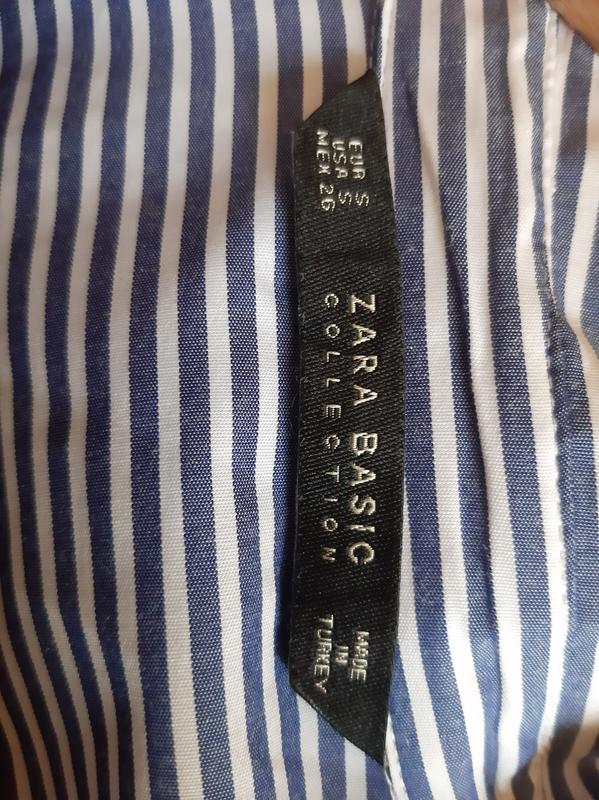 EUR S
USA S
MEX 26
ZARA BASIC
COLLECTION
MADE
IN
TURKEY